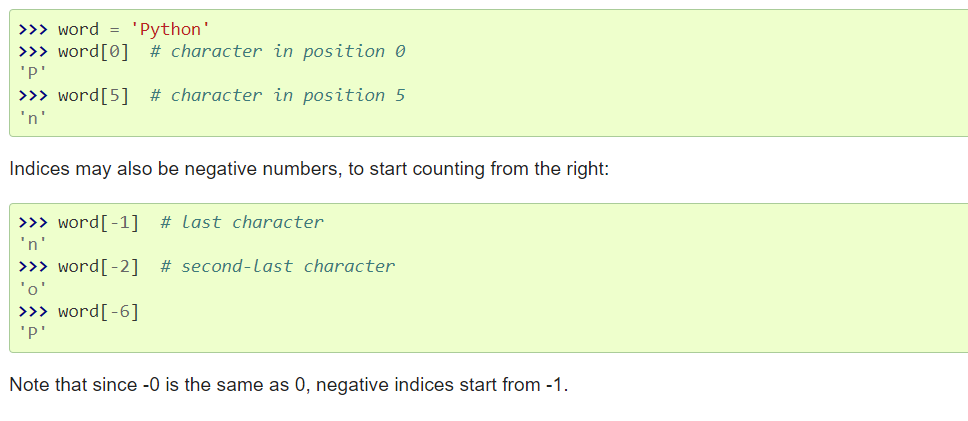 >>> word = 'Python'
>>> word[0]  # character in position 0
'P'
>>> word[5]  # character in position 5
'n'
Indices may also be negative numbers, to start counting from the right:
>>> word[-1]  # last character
'n'
>>> word[-2]  # second-last character
'o'
>>> word[-6]
'P'
Note that since -0 is the same as 0, negative indices start from -1.